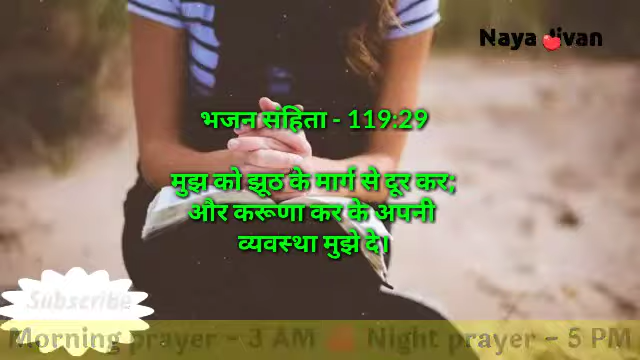 Naya Jivan
भजन संहिता - 119:29
मुझ को झूठ के मार्ग से दूर कर;
और करूणा कर के अपनी
व्यवस्था मुझे दे।
Subscribe
Morning prayer - 3 AM Night prayer - 5 PM